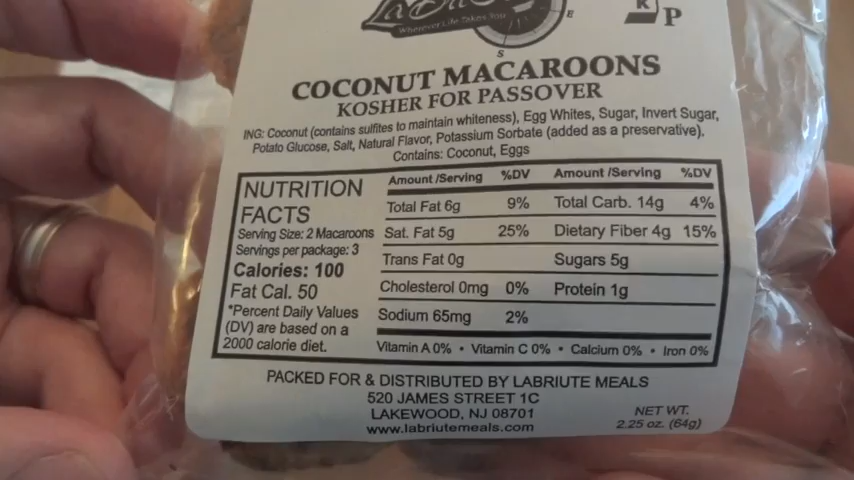 LaBri
Wherever Life Takes You
E
S
K
P
COCONUT MACAROONS
KOSHER FOR PASSOVER
ING: Coconut (contains sulfites to maintain whiteness), Egg Whites, Sugar, Invert Sugar,
Potato Glucose, Salt, Natural Flavor, Potassium Sorbate (added as a preservative).
Contains: Coconut, Eggs
NUTRITION
FACTS
Serving Size: 2 Macaroons
Servings per package: 3
Calories: 100
Fat Cal. 50
*Percent Daily Values
(DV) are based on a
2000 calorie diet.
Amount /Serving %DV Amount /Serving %DV
Total Fat 6g 9% Total Carb. 14g 4%
Sat. Fat 5g 25% Dietary Fiber 4g 15%
Trans Fat 0g Sugars 5g
Cholesterol 0mg 0% Protein 1g
Sodium 65mg 2%
Vitamin A 0% • Vitamin C 0% • Calcium 0% • Iron 0%
PACKED FOR & DISTRIBUTED BY LABRIUTE MEALS
520 JAMES STREET 1C
LAKEWOOD, NJ 08701
www.labriutemeals.com
NET WT.
2.25 oz. (64g)